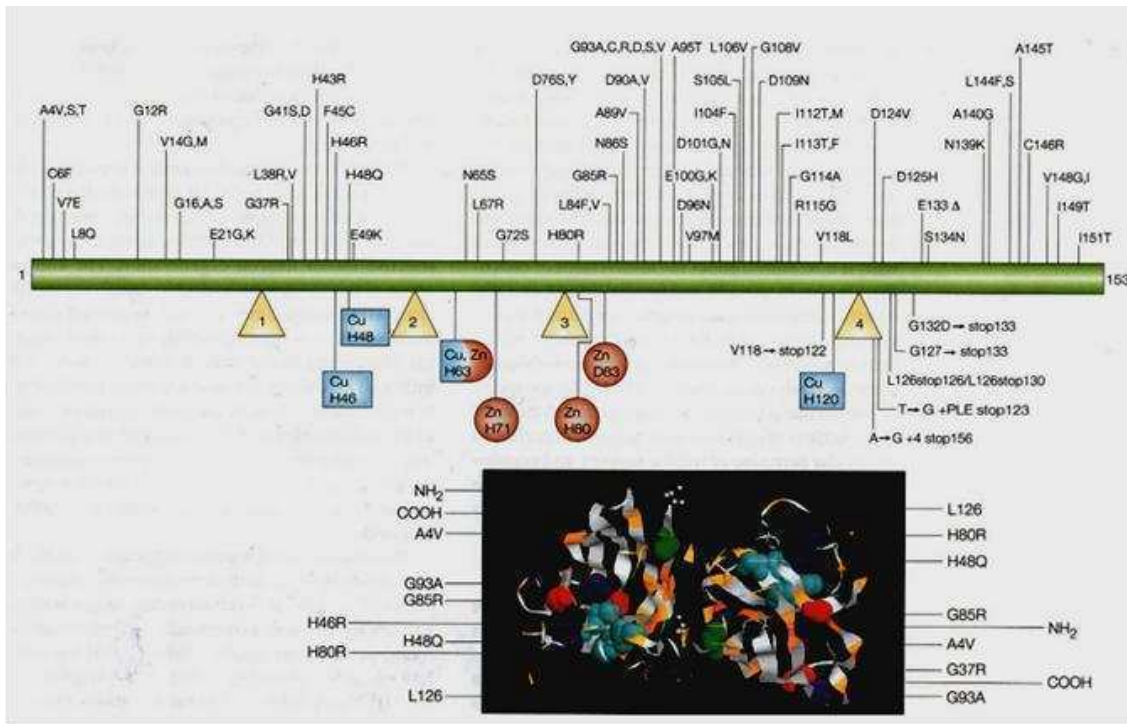 G93A,C,R,D,S,V A95T L106V G108V A145T
H43R D76S,Y D90A,V S105L D109N L144F,S
A4V,S,T G12R G41S,D F45C A89V I104F I112T,M D124V A140G
V14G,M H46R N86S D101G,N I113T,F N139K C146R
C6F L38R,V H48Q N65S G85R E100G,K G114A D125H V148G,I
V7E G16,A,S G37R L67R L84F,V D96N R115G E133 Δ I149T
L8Q E21G,K E49K G72S H80R V97M V118L S134N I151T
1 153
1 2 3 4
Cu H48
Cu, Zn H63
Zn D83
Cu H46
Zn H71
Zn H80
Cu H120
G132D → stop133
V118 → stop122
G127 → stop133
L126stop126/L126stop130
T → G +PLE stop123
A → G +4 stop156
NH₂
COOH
A4V
G93A
G85R
H46R
H48Q
H80R
L126
L126
H80R
H48Q
G85R
NH₂
A4V
G37R
COOH
G93A